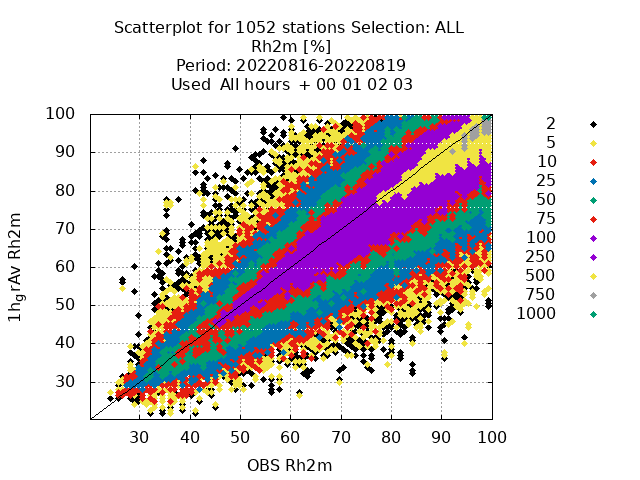 Scatterplot for 1052 stations Selection: ALL
Rh2m [%]
Period: 20220816-20220819
Used  All hours  + 00 01 02 03
100
90
80
70
60
50
40
30
1h_grAv Rh2m
30 40 50 60 70 80 90 100
OBS Rh2m
2
5
10
25
50
75
100
250
500
750
1000